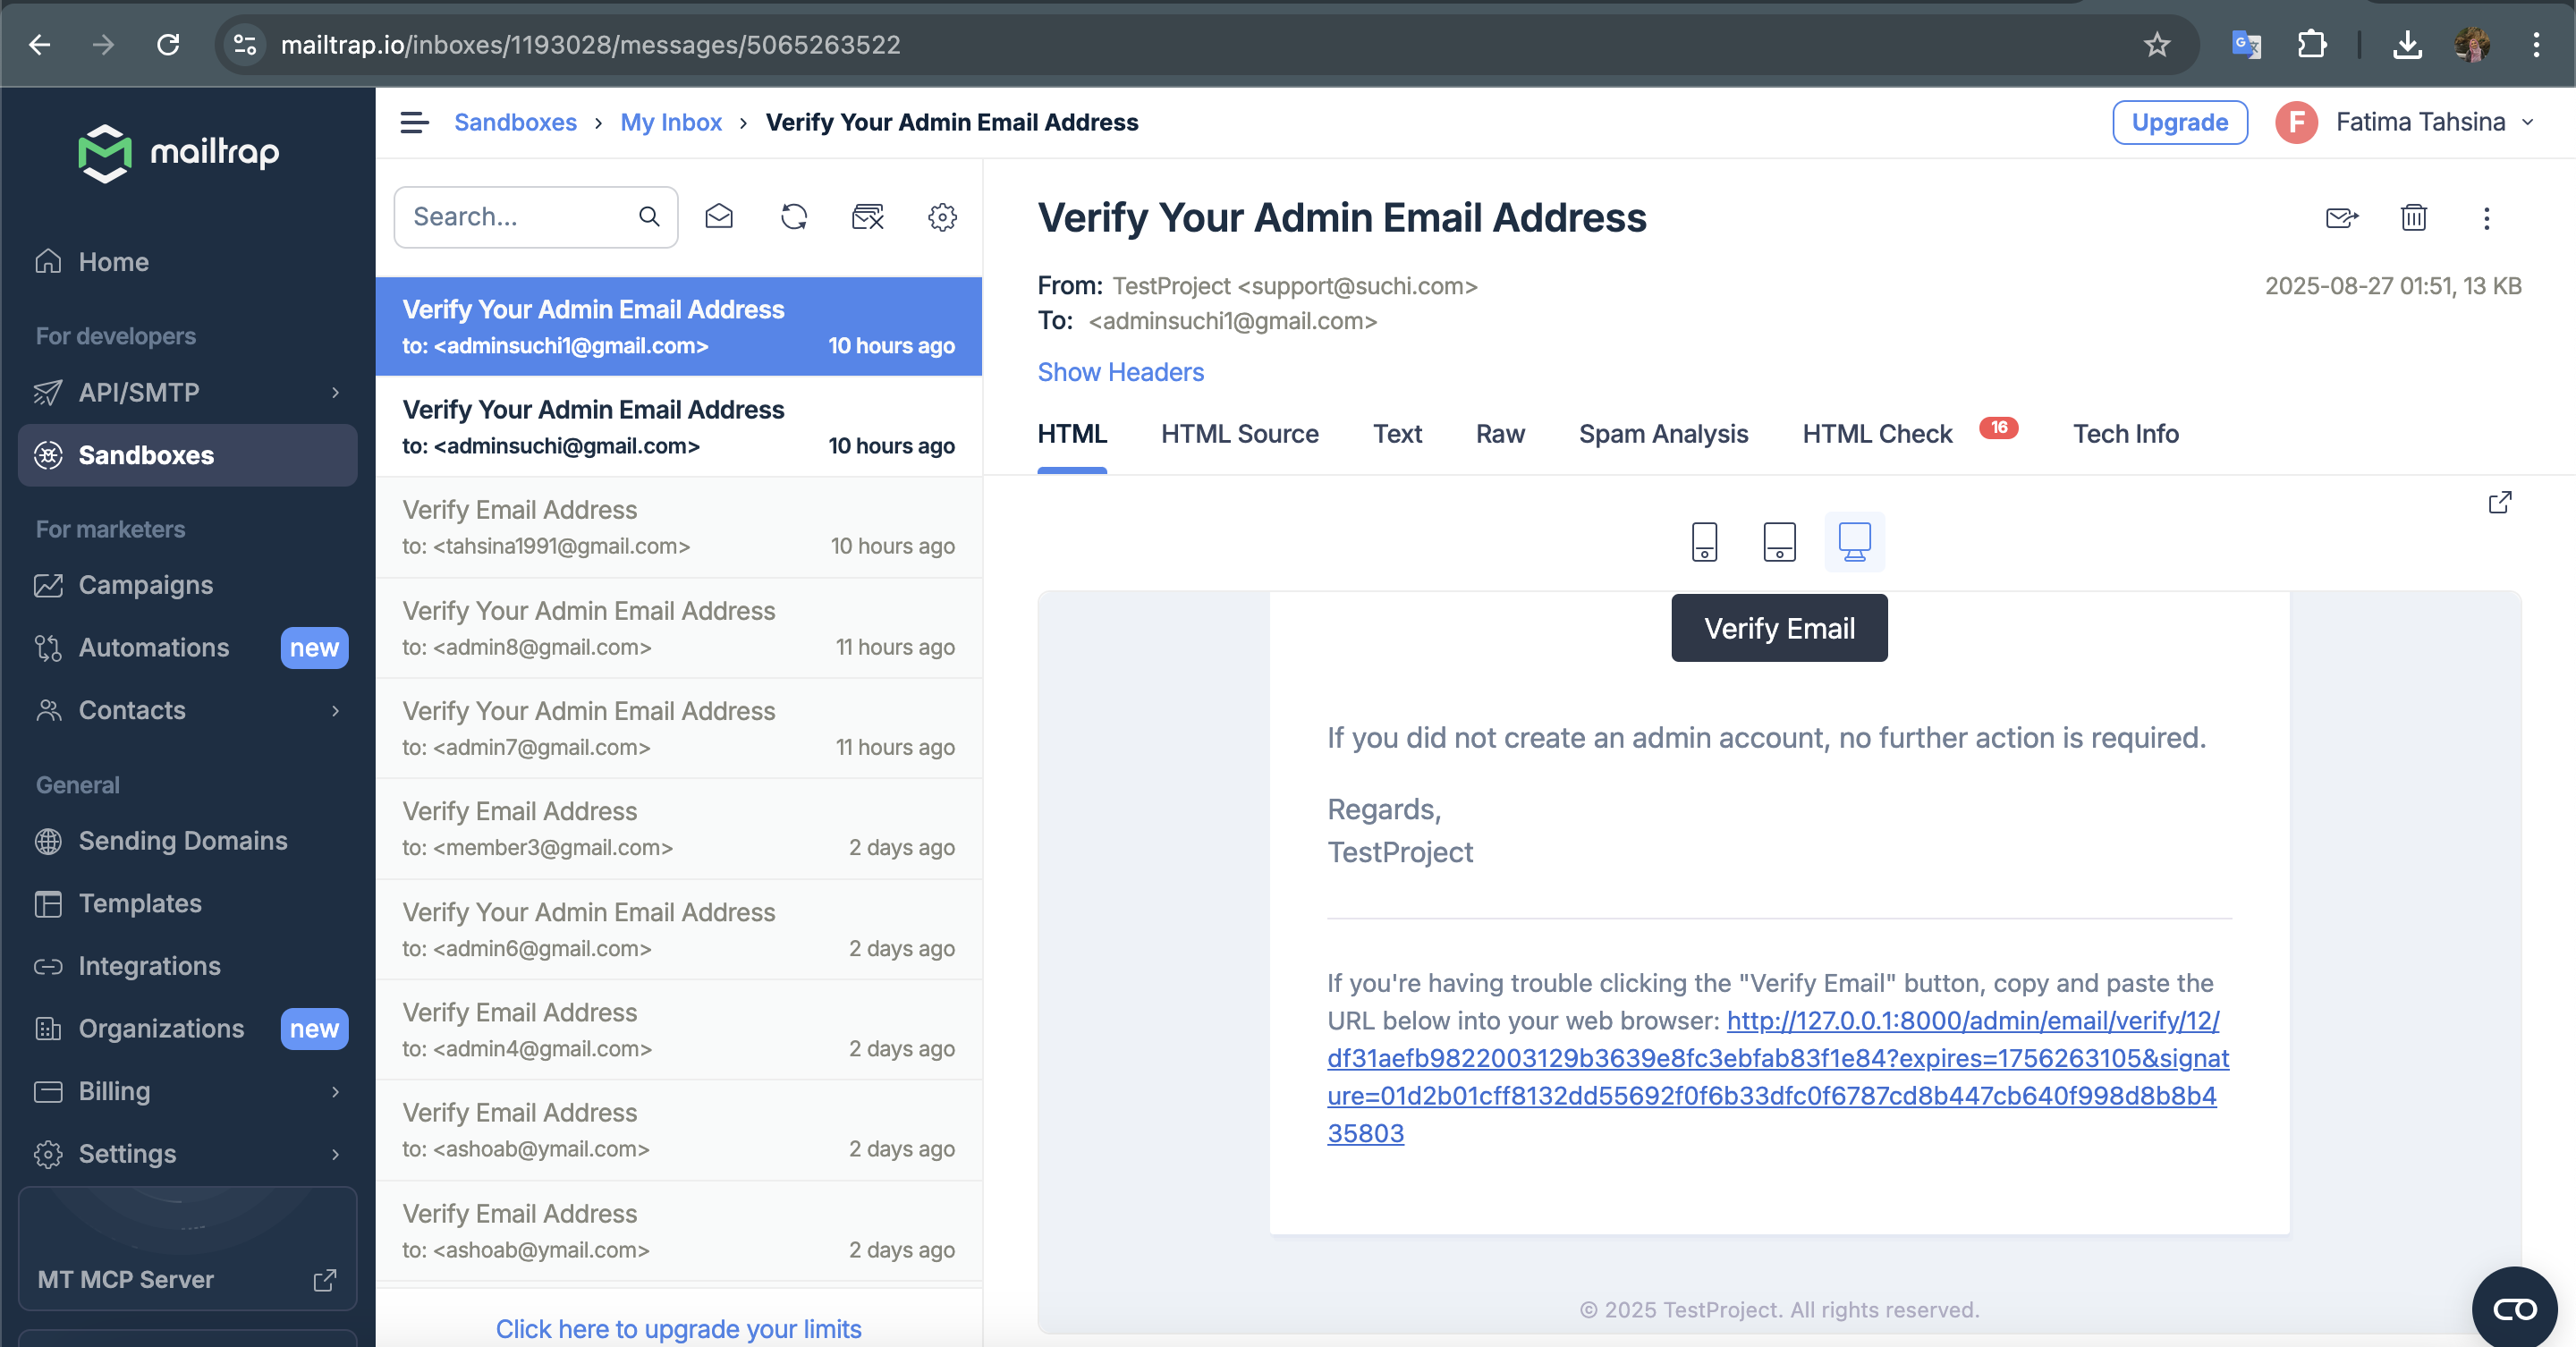 mailtrap.io/inboxes/1193028/messages/5065263522
mailtrap
Home
For developers
API/SMTP
Sandboxes
For marketers
Campaigns
Automations new
Contacts
General
Sending Domains
Templates
Integrations
Organizations new
Billing
Settings
MT MCP Server
Sandboxes › My Inbox › Verify Your Admin Email Address
Upgrade
F Fatima Tahsina
Search...
Verify Your Admin Email Address
to: <adminsuchi1@gmail.com> 10 hours ago
Verify Your Admin Email Address
to: <adminsuchi@gmail.com> 10 hours ago
Verify Email Address
to: <tahsina1991@gmail.com> 10 hours ago
Verify Your Admin Email Address
to: <admin8@gmail.com> 11 hours ago
Verify Your Admin Email Address
to: <admin7@gmail.com> 11 hours ago
Verify Email Address
to: <member3@gmail.com> 2 days ago
Verify Your Admin Email Address
to: <admin6@gmail.com> 2 days ago
Verify Email Address
to: <admin4@gmail.com> 2 days ago
Verify Email Address
to: <ashoab@ymail.com> 2 days ago
Verify Email Address
to: <ashoab@ymail.com> 2 days ago
Click here to upgrade your limits
Verify Your Admin Email Address
From: TestProject <support@suchi.com>
2025-08-27 01:51, 13 KB
To: <adminsuchi1@gmail.com>
Show Headers
HTML HTML Source Text Raw Spam Analysis HTML Check 16 Tech Info
Verify Email
If you did not create an admin account, no further action is required.
Regards,
TestProject
If you're having trouble clicking the "Verify Email" button, copy and paste the
URL below into your web browser: http://127.0.0.1:8000/admin/email/verify/12/
df31aefb9822003129b3639e8fc3ebfab83f1e84?expires=1756263105&signat
ure=01d2b01cff8132dd55692f0f6b33dfc0f6787cd8b447cb640f998d8b8b4
35803
© 2025 TestProject. All rights reserved.